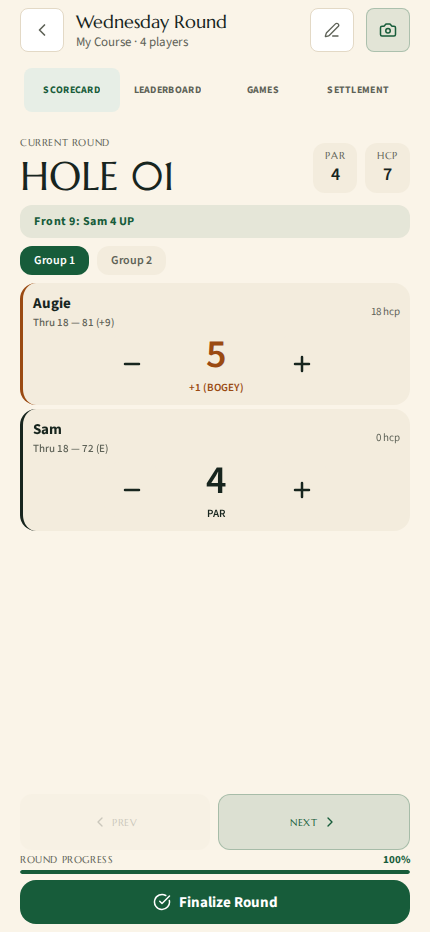 Wednesday Round
My Course · 4 players
SCORECARD LEADERBOARD GAMES SETTLEMENT
CURRENT ROUND
HOLE 01
PAR
4
HCP
7
Front 9: Sam 4 UP
Group 1 Group 2
Augie
18 hcp
Thru 18 — 81 (+9)
− 5 +
+1 (BOGEY)
Sam
0 hcp
Thru 18 — 72 (E)
− 4 +
PAR
PREV NEXT
ROUND PROGRESS 100%
Finalize Round